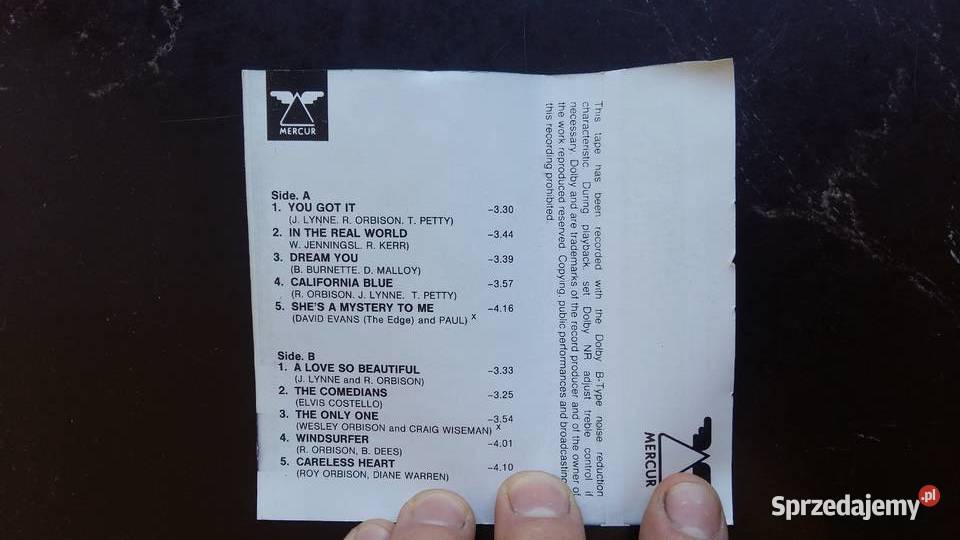 MERCUR
Side. A
1. YOU GOT IT –3.30
(J. LYNNE. R. ORBISON. T. PETTY)
2. IN THE REAL WORLD –3.44
W. JENNINGSL. R. KERR)
3. DREAM YOU –3.39
(B. BURNETTE. D. MALLOY)
4. CALIFORNIA BLUE –3.57
(R. ORBISON. J. LYNNE. T. PETTY)
5. SHE'S A MYSTERY TO ME –4.16
(DAVID EVANS (The Edge) and PAUL) x
Side. B
1. A LOVE SO BEAUTIFUL –3.33
(J. LYNNE and R. ORBISON)
2. THE COMEDIANS –3.25
(ELVIS COSTELLO)
3. THE ONLY ONE –3.54
(WESLEY ORBISON and CRAIG WISEMAN) x
4. WINDSURFER –4.01
(R. ORBISON, B. DEES)
5. CARELESS HEART –4.10
(ROY ORBISON, DIANE WARREN)
This tape has been recorded with the Dolby B-Type noise reduction
characteristic. During playback set Dolby NR adjust treble control if
necessary. Dolby and are trademarks of the record producer and of the owner of
the work reproduced reserved. Copying, public performances and broadcasting
this recording prohibited.
MERCUR
Sprzedajemy.pl